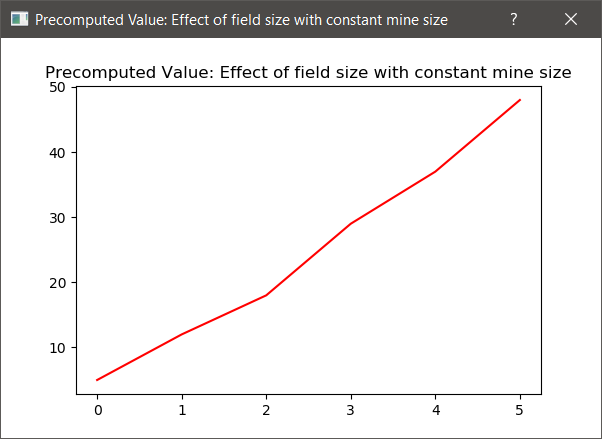 Precomputed Value: Effect of field size with constant mine size
?
Precomputed Value: Effect of field size with constant mine size
50
40
30
20
10
0 1 2 3 4 5